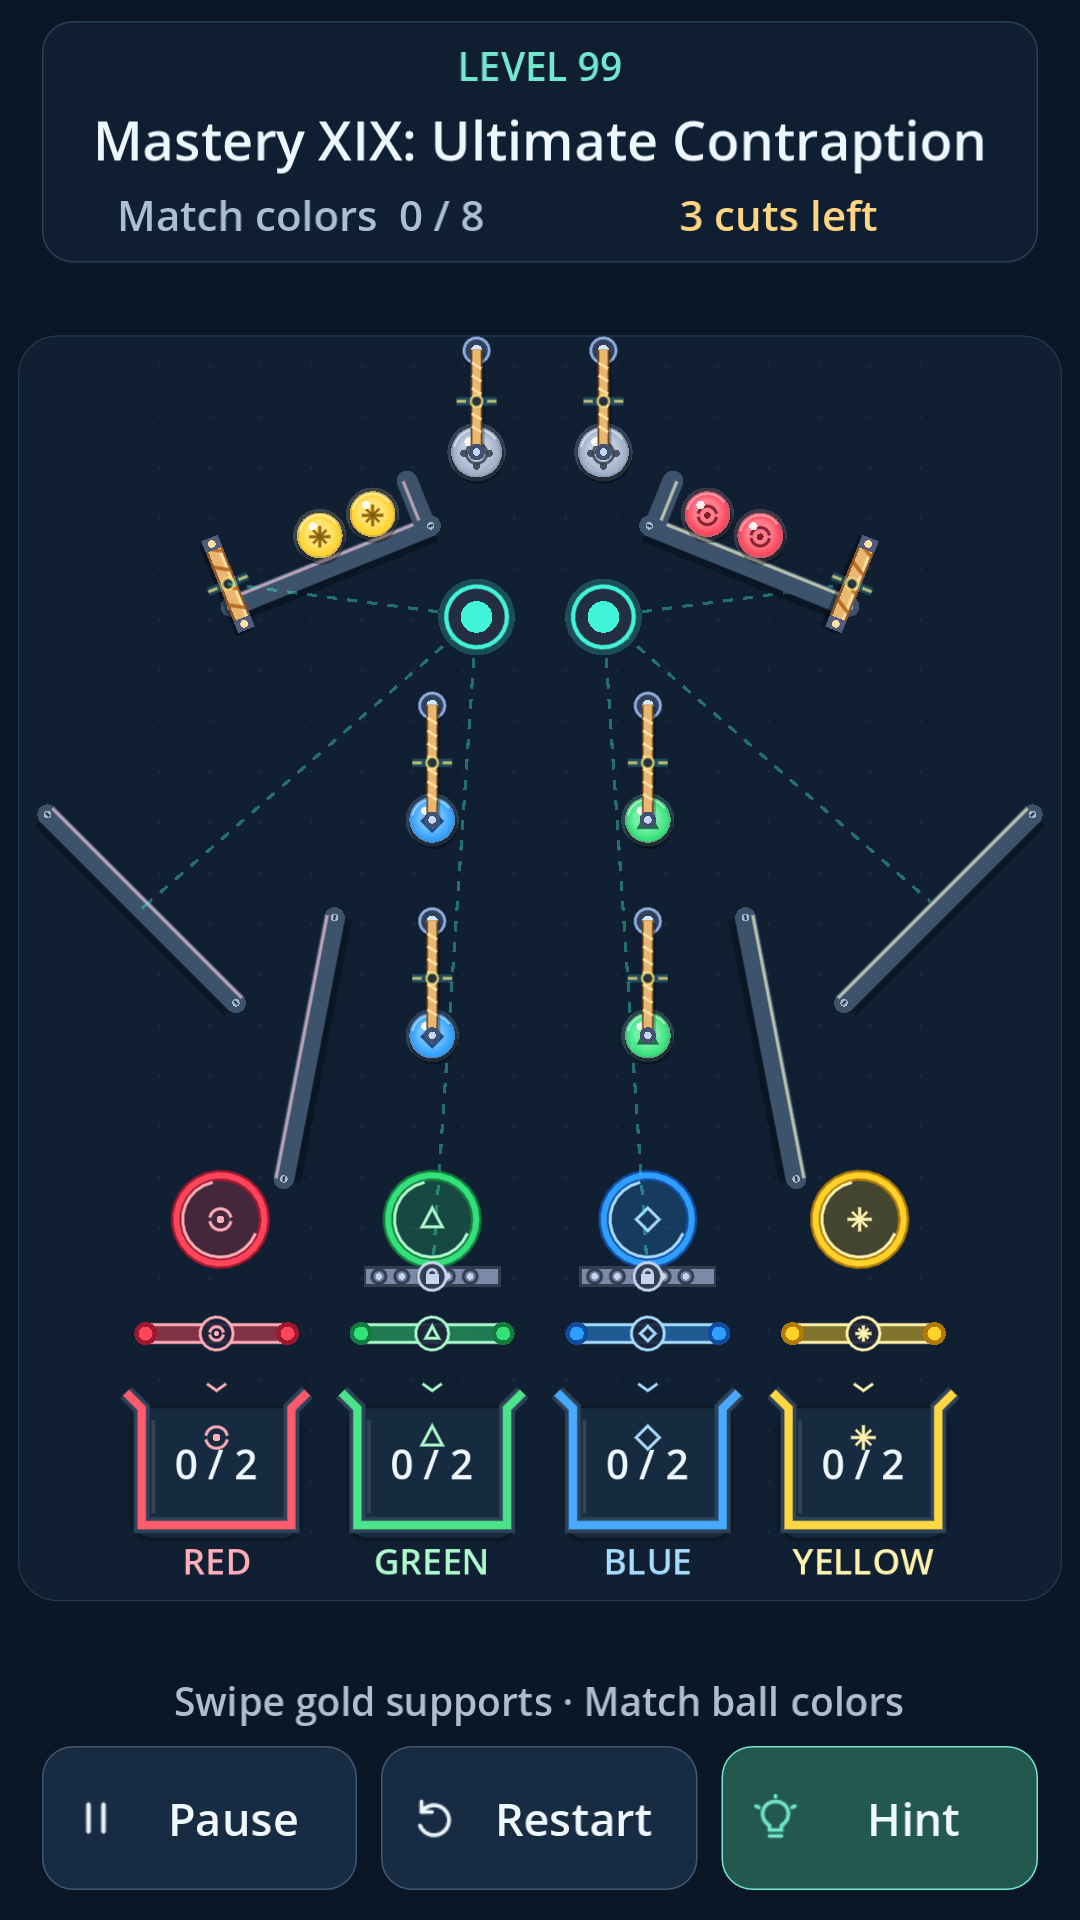 LEVEL 99
Mastery XIX: Ultimate Contraption
Match colors 0 / 8
3 cuts left
0 / 2
0 / 2
0 / 2
0 / 2
RED
GREEN
BLUE
YELLOW
Swipe gold supports · Match ball colors
Pause
Restart
Hint